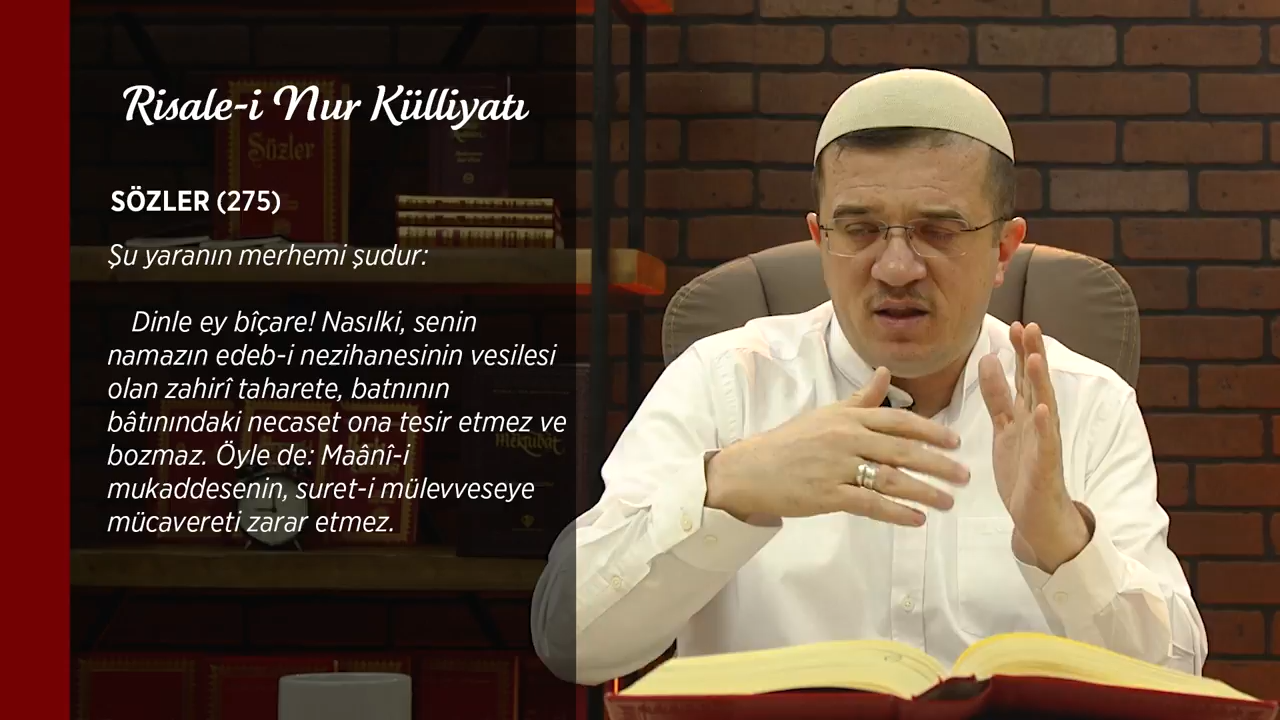 Risale-i Nur Külliyatı
SÖZLER (275)
Şu yaranın merhemi şudur:
Dinle ey bîçare! Nasılki, senin
namazın edeb-i nezihanesinin vesilesi
olan zahirî taharete, batnının
bâtınındaki necaset ona tesir etmez ve
bozmaz. Öyle de: Maânî-i
mukaddesenin, suret-i mülevveseye
mücavereti zarar etmez.
Sözler
Mektubat